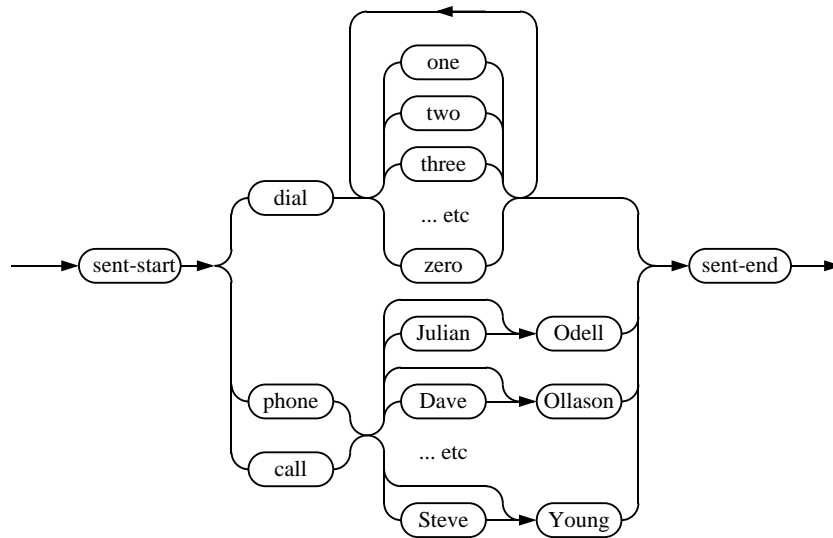 one
two
three
dial
... etc
sent-start
zero
sent-end
Julian
Odell
phone
Dave
Ollason
call
... etc
Steve
Young